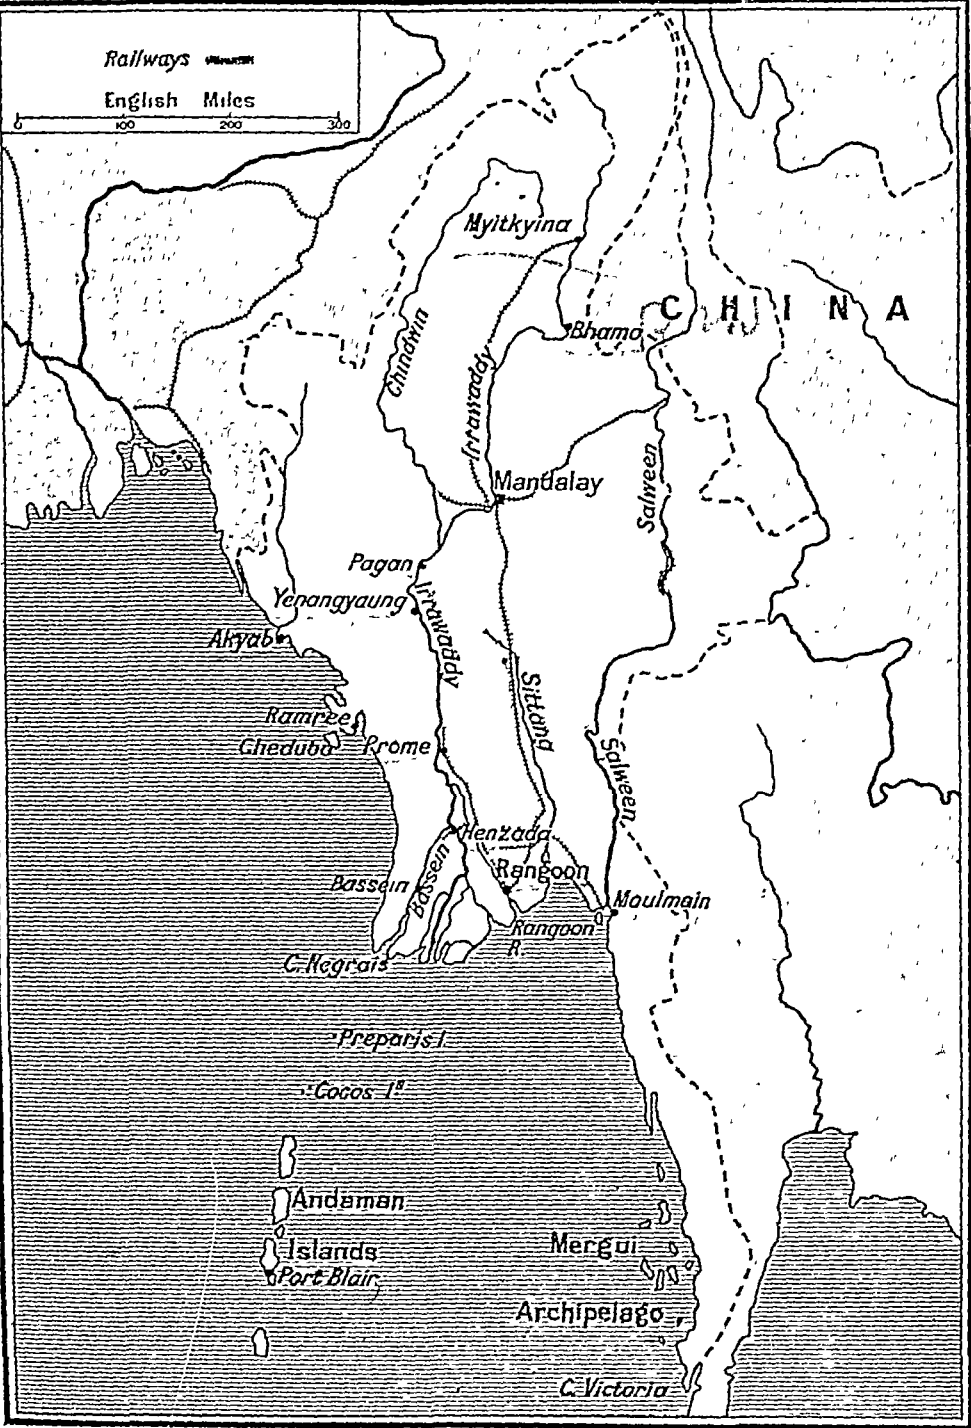 Railways
English Miles
0 100 200 300
Myitkyina
CHINA
Chindwin
Irrawaddy
Bhamo
Salween
Mandalay
Pagan
Yenangyaung
Irrawaddy
Akyab
Sittang
Ramree
Cheduba
Prome
Salween
Henzada
Rangoon
Bassein
Bassein
Moulmein
Rangoon
R.
C. Negrais
Preparis I.
Cocos Iˢ
Andaman
Islands
Port Blair
Mergui
Archipelago
C. Victoria